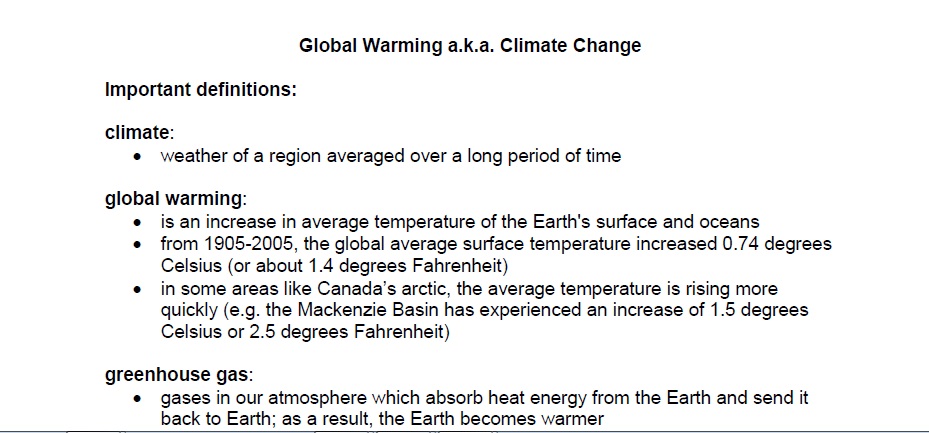 Global Warming a.k.a. Climate Change
Important definitions:
climate:
• weather of a region averaged over a long period of time
global warming:
• is an increase in average temperature of the Earth's surface and oceans
• from 1905-2005, the global average surface temperature increased 0.74 degrees
Celsius (or about 1.4 degrees Fahrenheit)
• in some areas like Canada’s arctic, the average temperature is rising more
quickly (e.g. the Mackenzie Basin has experienced an increase of 1.5 degrees
Celsius or 2.5 degrees Fahrenheit)
greenhouse gas:
• gases in our atmosphere which absorb heat energy from the Earth and send it
back to Earth; as a result, the Earth becomes warmer